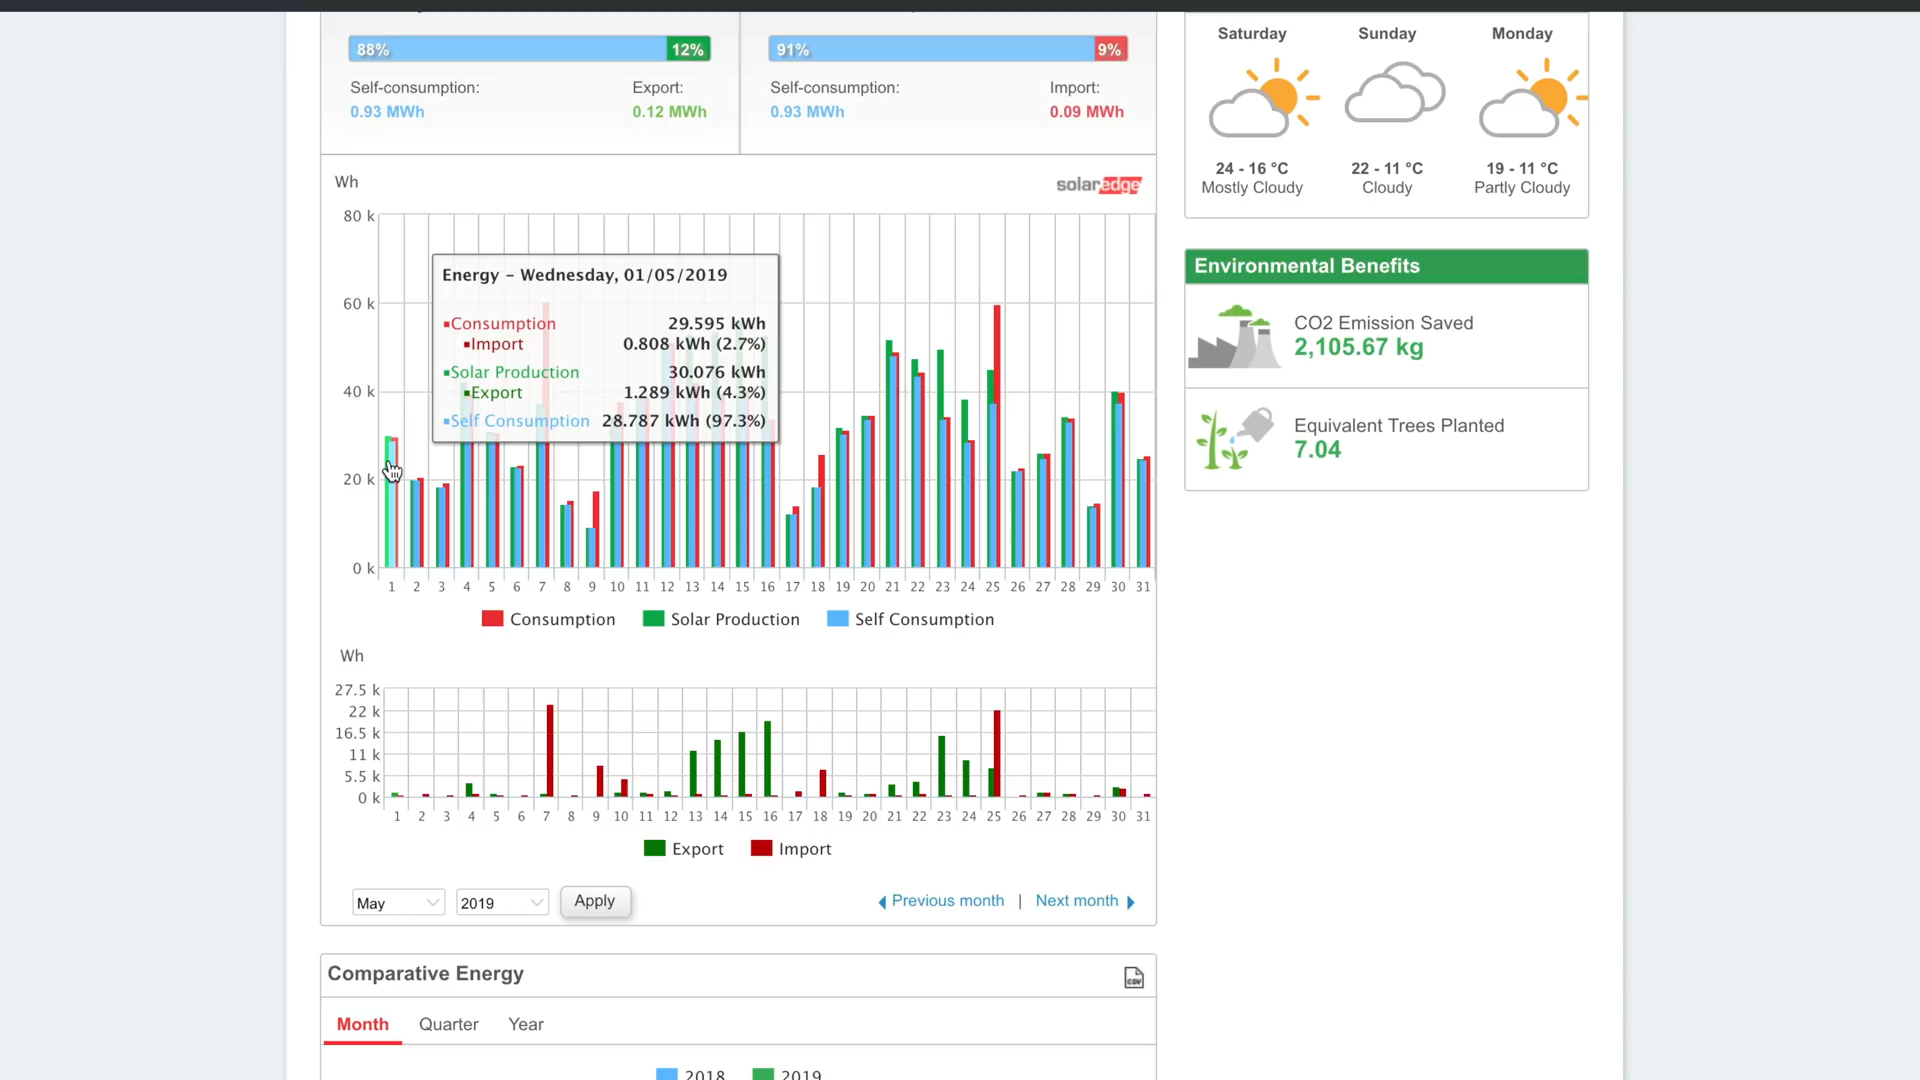 88%
12%
91%
9%
Self-consumption:
Export:
Self-consumption:
Import:
0.93 MWh
0.12 MWh
0.93 MWh
0.09 MWh
Saturday
Sunday
Monday
24 - 16 °C
22 - 11 °C
19 - 11 °C
Mostly Cloudy
Cloudy
Partly Cloudy
Wh
solaredge
80 k
60 k
40 k
20 k
0 k
Energy – Wednesday, 01/05/2019
Consumption 29.595 kWh
Import 0.808 kWh (2.7%)
Solar Production 30.076 kWh
Export 1.289 kWh (4.3%)
Self Consumption 28.787 kWh (97.3%)
1 2 3 4 5 6 7 8 9 10 11 12 13 14 15 16 17 18 19 20 21 22 23 24 25 26 27 28 29 30 31
Consumption Solar Production Self Consumption
Wh
27.5 k
22 k
16.5 k
11 k
5.5 k
0 k
1 2 3 4 5 6 7 8 9 10 11 12 13 14 15 16 17 18 19 20 21 22 23 24 25 26 27 28 29 30 31
Export Import
May 2019 Apply Previous month | Next month
Environmental Benefits
CO2 Emission Saved
2,105.67 kg
Equivalent Trees Planted
7.04
Comparative Energy
CSV
Month Quarter Year
2018 2019